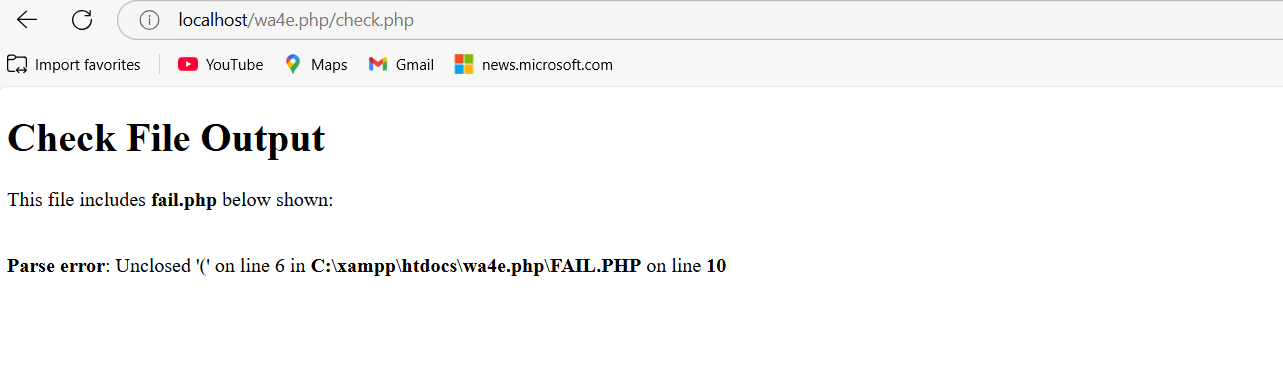 localhost/wa4e.php/check.php
Import favorites YouTube Maps Gmail news.microsoft.com
Check File Output
This file includes fail.php below shown:
Parse error: Unclosed '(' on line 6 in C:\xampp\htdocs\wa4e.php\FAIL.PHP on line 10